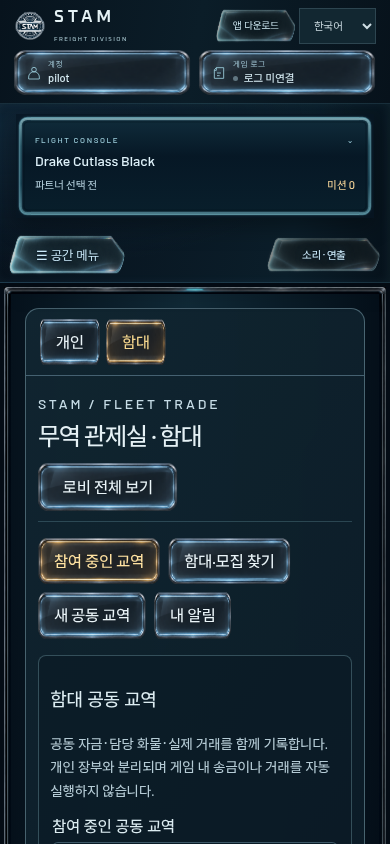 STAM
STAM
FREIGHT DIVISION
앱 다운로드
한국어
계정
pilot
게임 로그
로그 미연결
FLIGHT CONSOLE
Drake Cutlass Black
파트너 선택 전
미션 0
☰ 공간 메뉴
소리·연출
개인
함대
STAM / FLEET TRADE
무역 관제실·함대
로비 전체 보기
참여 중인 교역
함대·모집 찾기
새 공동 교역
내 알림
함대 공동 교역
공동 자금·담당 화물·실제 거래를 함께 기록합니다.
개인 장부와 분리되며 게임 내 송금이나 거래를 자동
실행하지 않습니다.
참여 중인 공동 교역